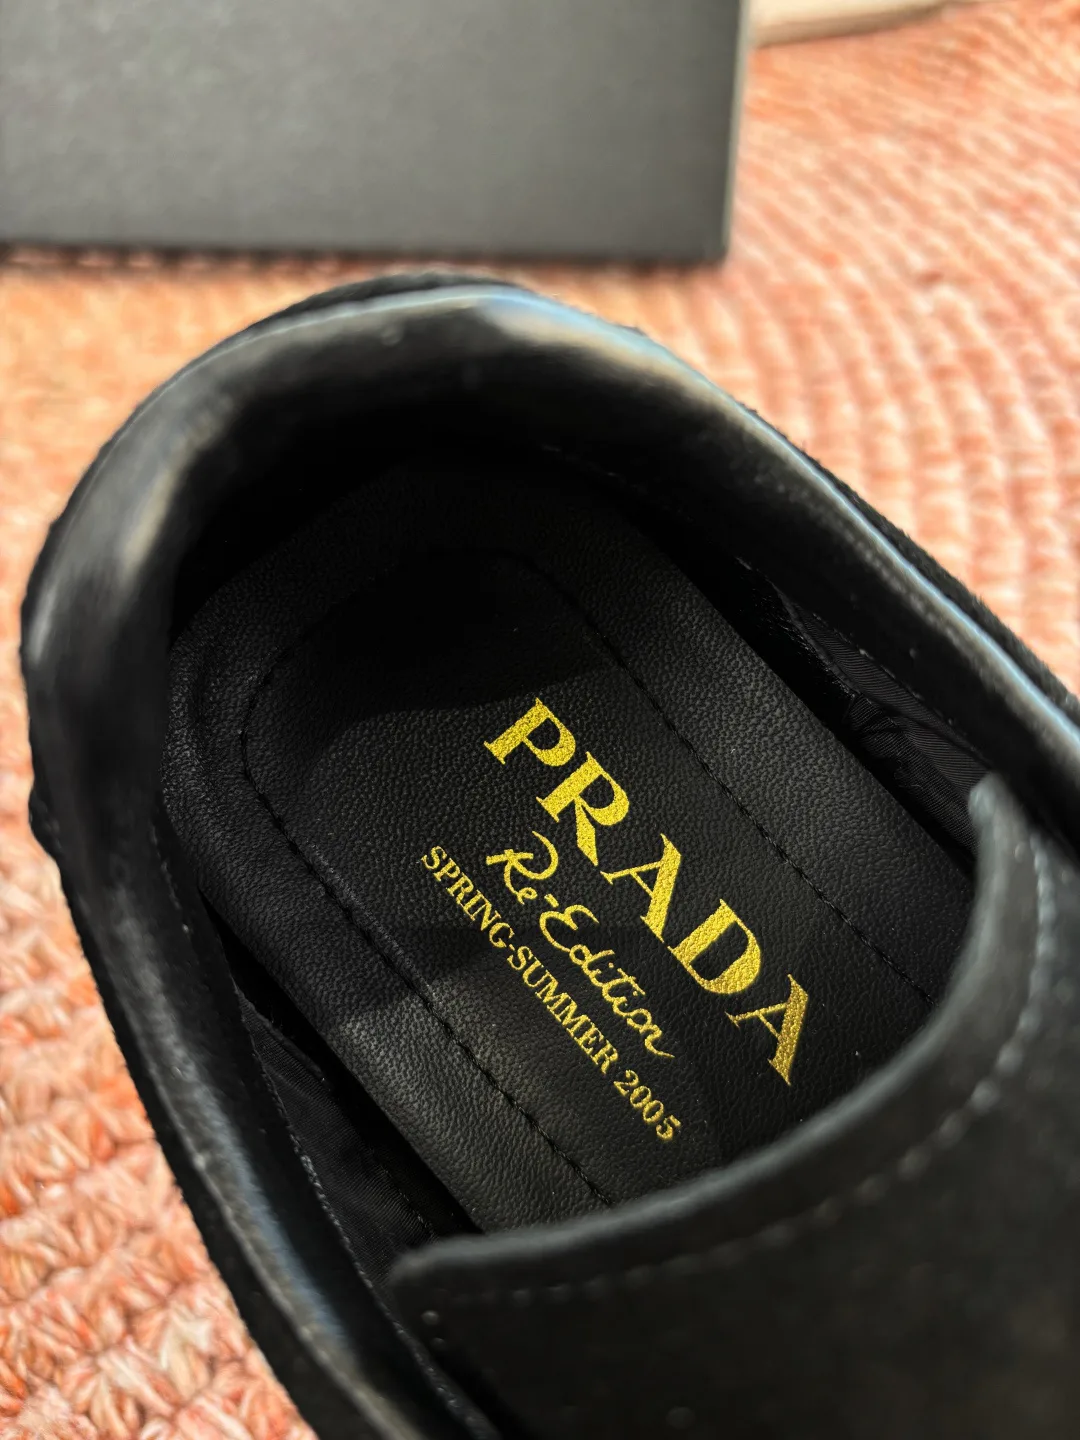 PRADA
Re-Edition
SPRING-SUMMER 2005